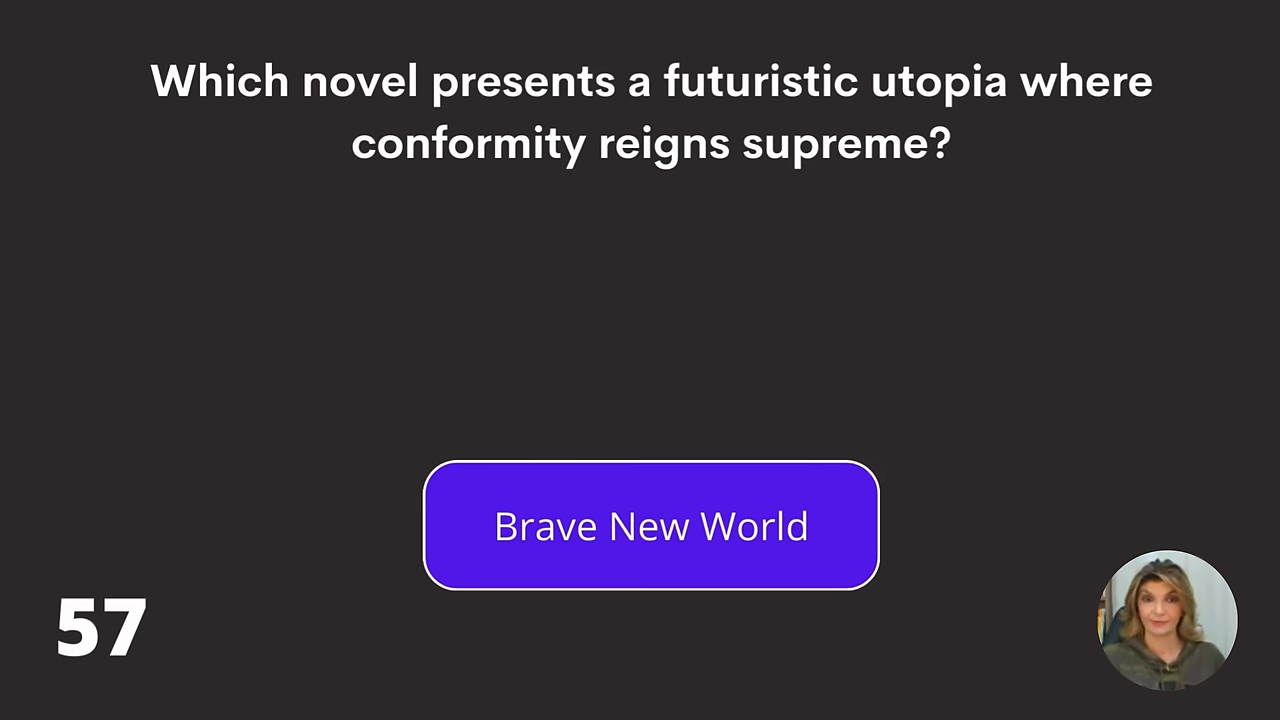 Which novel presents a futuristic utopia where
conformity reigns supreme?
Brave New World
57